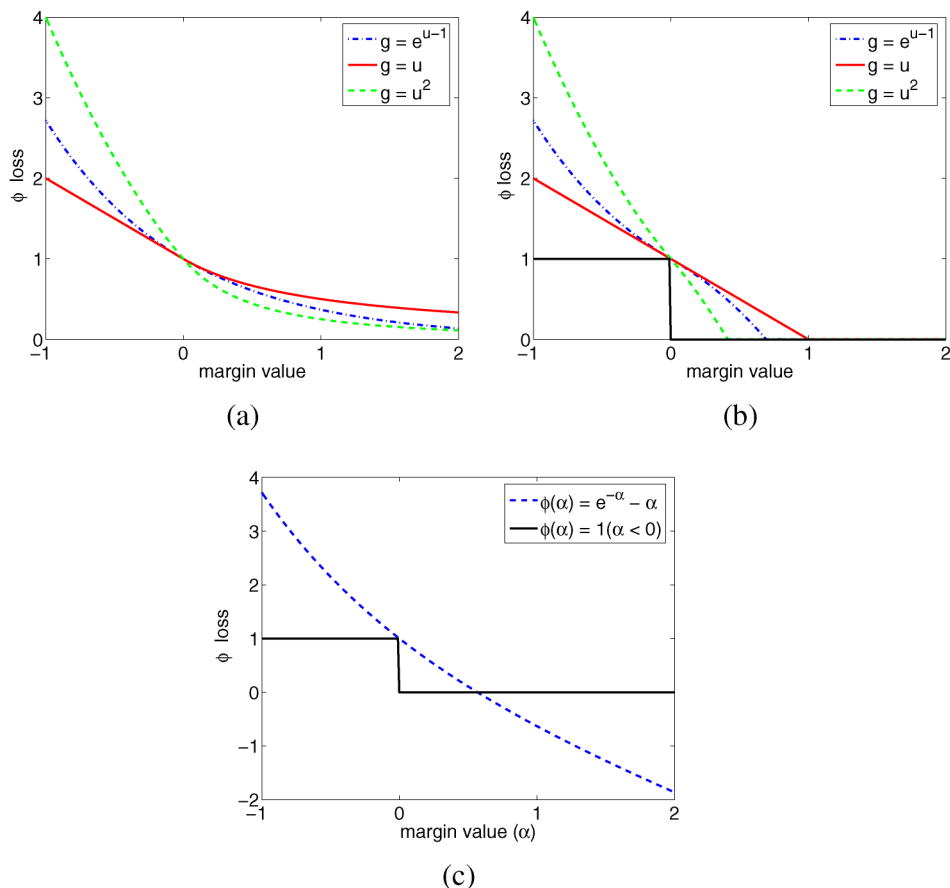 4
3
2
1
0
φ loss
−1
0
1
2
margin value
g = e^{u−1}
g = u
g = u^2
(a)
4
3
2
1
0
φ loss
−1
0
1
2
margin value
g = e^{u−1}
g = u
g = u^2
(b)
4
3
2
1
0
−1
−2
φ loss
−1
0
1
2
margin value (α)
ϕ(α) = e^{−α} − α
ϕ(α) = 1(α < 0)
(c)